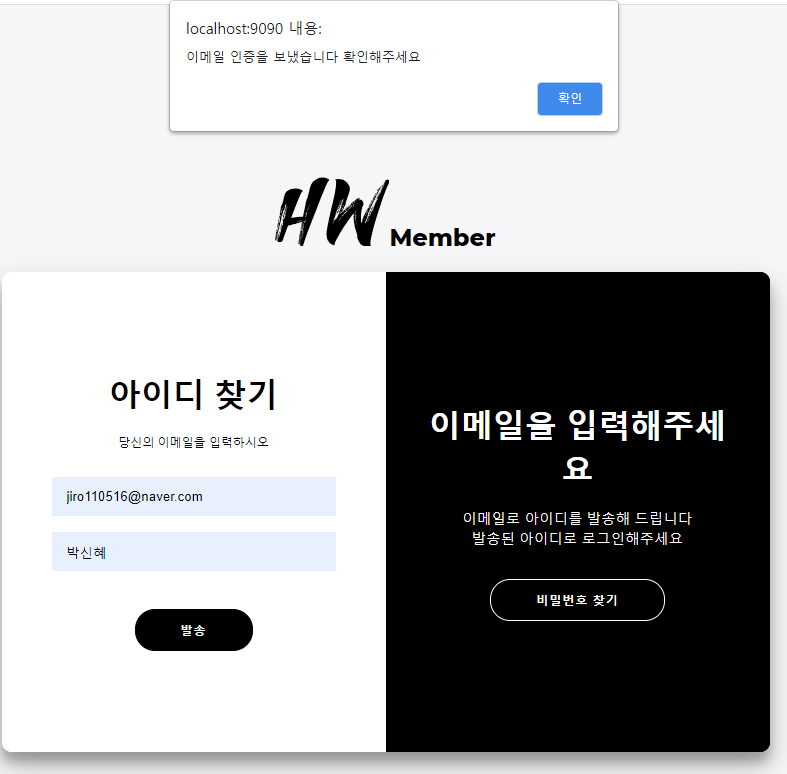 localhost:9090 내용:
이메일 인증을 보냈습니다 확인해주세요
확인
HW Member
아이디 찾기
당신의 이메일을 입력하시오
jiro110516@naver.com
박신혜
발송
이메일을 입력해주세
요
이메일로 아이디를 발송해 드립니다
발송된 아이디로 로그인해주세요
비밀번호 찾기